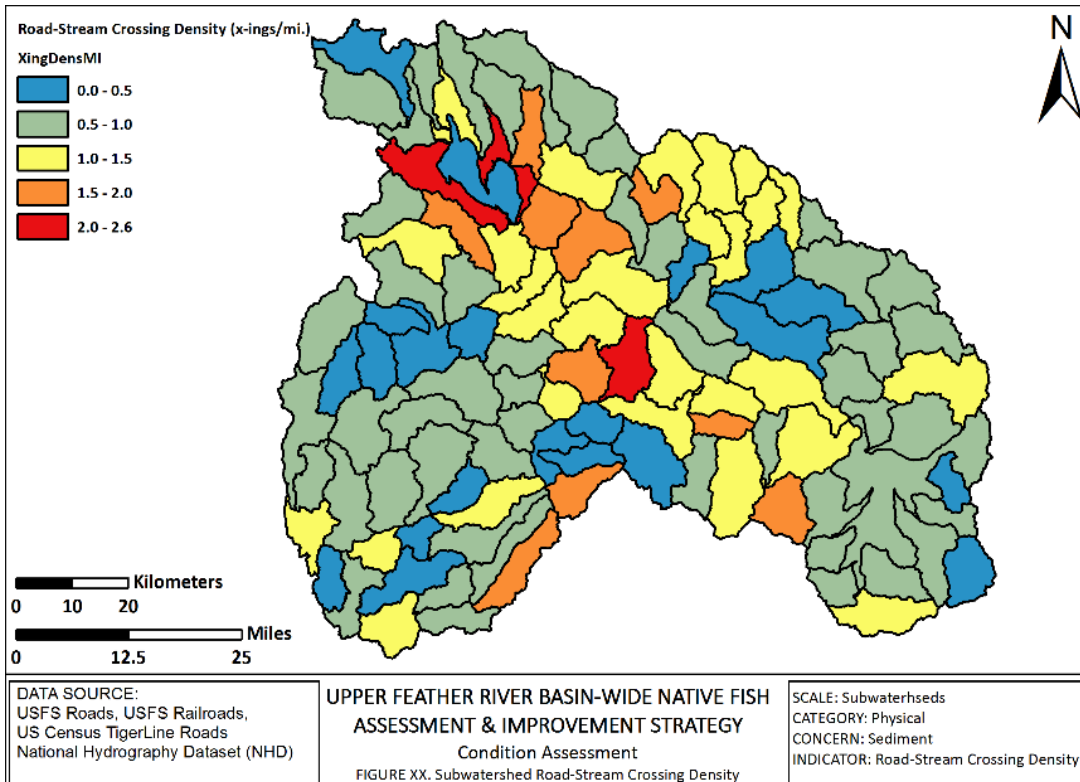 Road-Stream Crossing Density (x-ings/mi.)
XingDensMI
0.0 - 0.5
0.5 - 1.0
1.0 - 1.5
1.5 - 2.0
2.0 - 2.6
N
Kilometers
0 10 20
Miles
0 12.5 25
DATA SOURCE:
USFS Roads, USFS Railroads,
US Census TigerLine Roads
National Hydrography Dataset (NHD)
UPPER FEATHER RIVER BASIN-WIDE NATIVE FISH
ASSESSMENT & IMPROVEMENT STRATEGY
Condition Assessment
FIGURE XX. Subwatershed Road-Stream Crossing Density
SCALE: Subwaterhseds
CATEGORY: Physical
CONCERN: Sediment
INDICATOR: Road-Stream Crossing Density